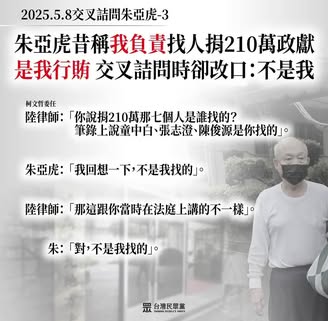 2025.5.8交叉詰問朱亞虎-3
朱亞虎昔稱我負責找人捐210萬政獻
是我行賄 交叉詰問時卻改口：不是我
柯文哲委任
陸律師：「你說捐210萬那七個人是誰找的？
筆錄上說童中白、張志澄、陳俊源是你找的」。
朱亞虎：「我回想一下，不是我找的」。
陸律師：「那這跟你當時在法庭上講的不一樣」。
朱：「對，不是我找的」。
台灣民眾黨